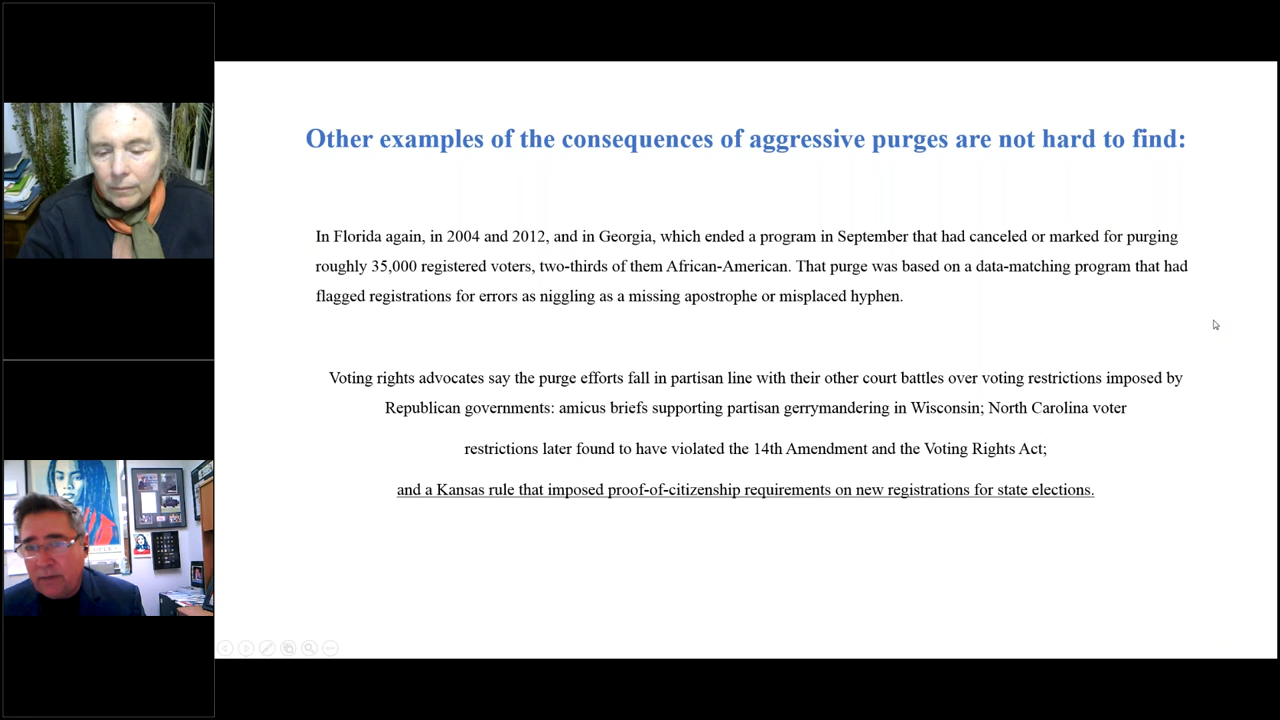 Other examples of the consequences of aggressive purges are not hard to find:
In Florida again, in 2004 and 2012, and in Georgia, which ended a program in September that had canceled or marked for purging
roughly 35,000 registered voters, two-thirds of them African-American. That purge was based on a data-matching program that had
flagged registrations for errors as niggling as a missing apostrophe or misplaced hyphen.
Voting rights advocates say the purge efforts fall in partisan line with their other court battles over voting restrictions imposed by
Republican governments: amicus briefs supporting partisan gerrymandering in Wisconsin; North Carolina voter
restrictions later found to have violated the 14th Amendment and the Voting Rights Act;
and a Kansas rule that imposed proof-of-citizenship requirements on new registrations for state elections.